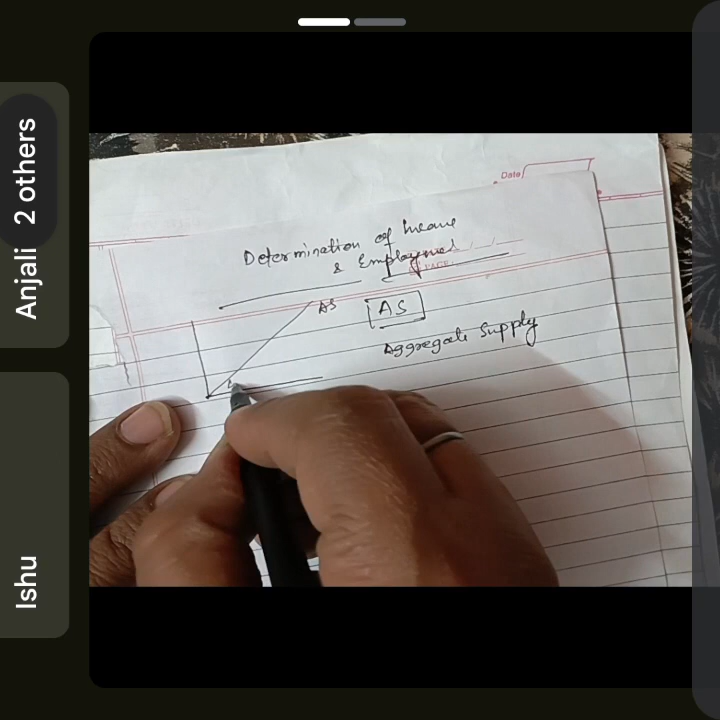 Anjali 2 others
Ishu
Date
Determination of Income
& Employment
AS
AS
Aggregate Supply